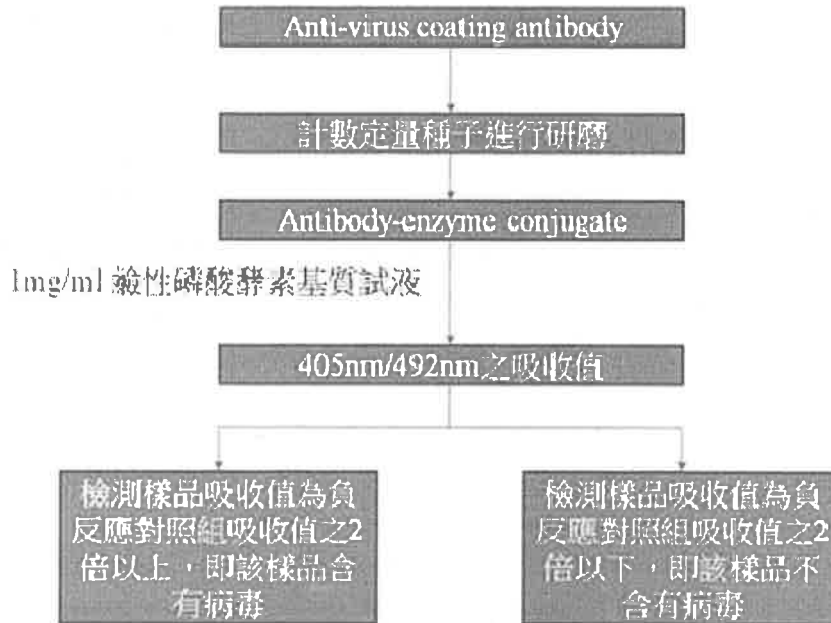 Anti-virus coating antibody
計數定量種子進行研磨
Antibody-enzyme conjugate
1mg/ml 鹼性磷酸酵素基質試液
405nm/492nm之吸收值
檢測樣品吸收值為負
反應對照組吸收值之2
倍以上，即該樣品含
有病毒
檢測樣品吸收值為負
反應對照組吸收值之2
倍以下，即該樣品不
含有病毒